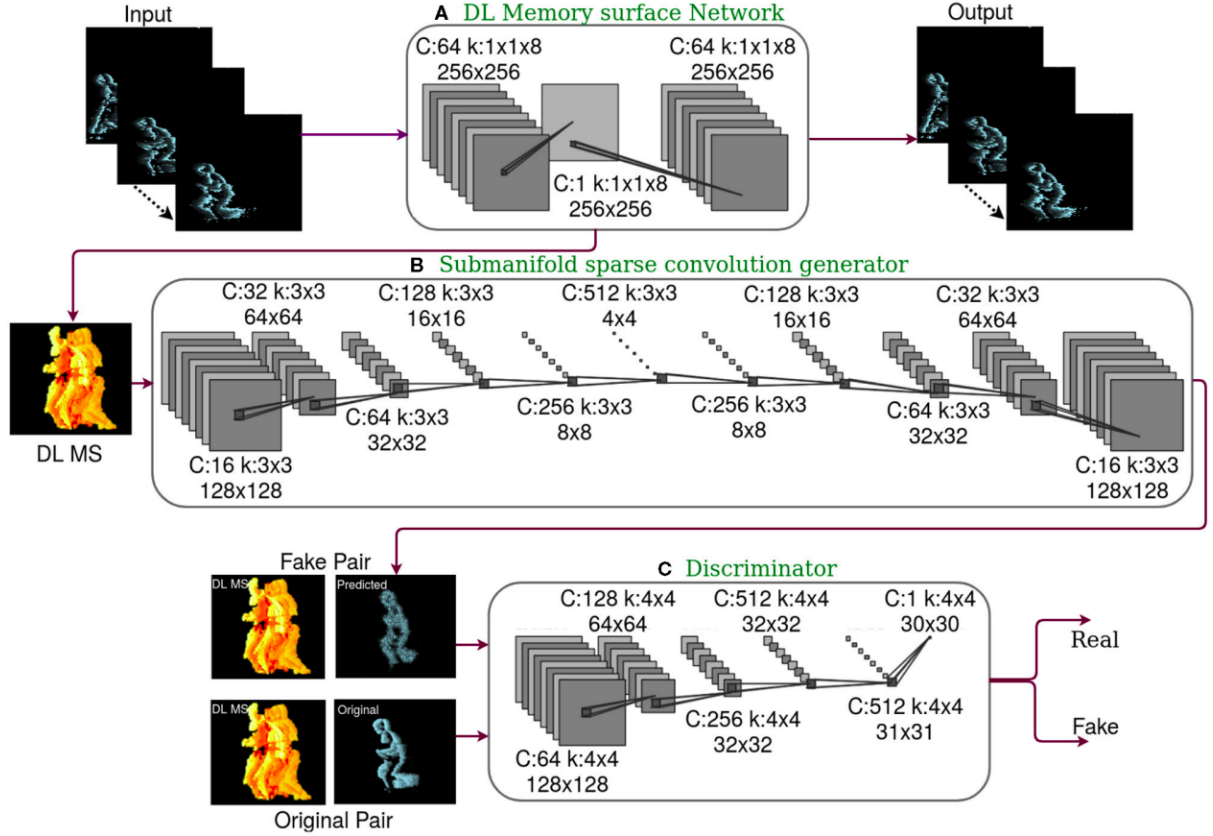 Input
A DL Memory surface Network
Output
C:64 k:1x1x8
256x256
C:64 k:1x1x8
256x256
C:1 k:1x1x8
256x256
B Submanifold sparse convolution generator
C:32 k:3x3
64x64
C:128 k:3x3
16x16
C:512 k:3x3
4x4
C:128 k:3x3
16x16
C:32 k:3x3
64x64
DL MS
C:16 k:3x3
128x128
C:64 k:3x3
32x32
C:256 k:3x3
8x8
C:256 k:3x3
8x8
C:64 k:3x3
32x32
C:16 k:3x3
128x128
Fake Pair
DL MS
Predicted
C Discriminator
C:128 k:4x4
64x64
C:512 k:4x4
32x32
C:1 k:4x4
30x30
Real
DL MS
Original
C:64 k:4x4
128x128
C:256 k:4x4
32x32
C:512 k:4x4
31x31
Fake
Original Pair